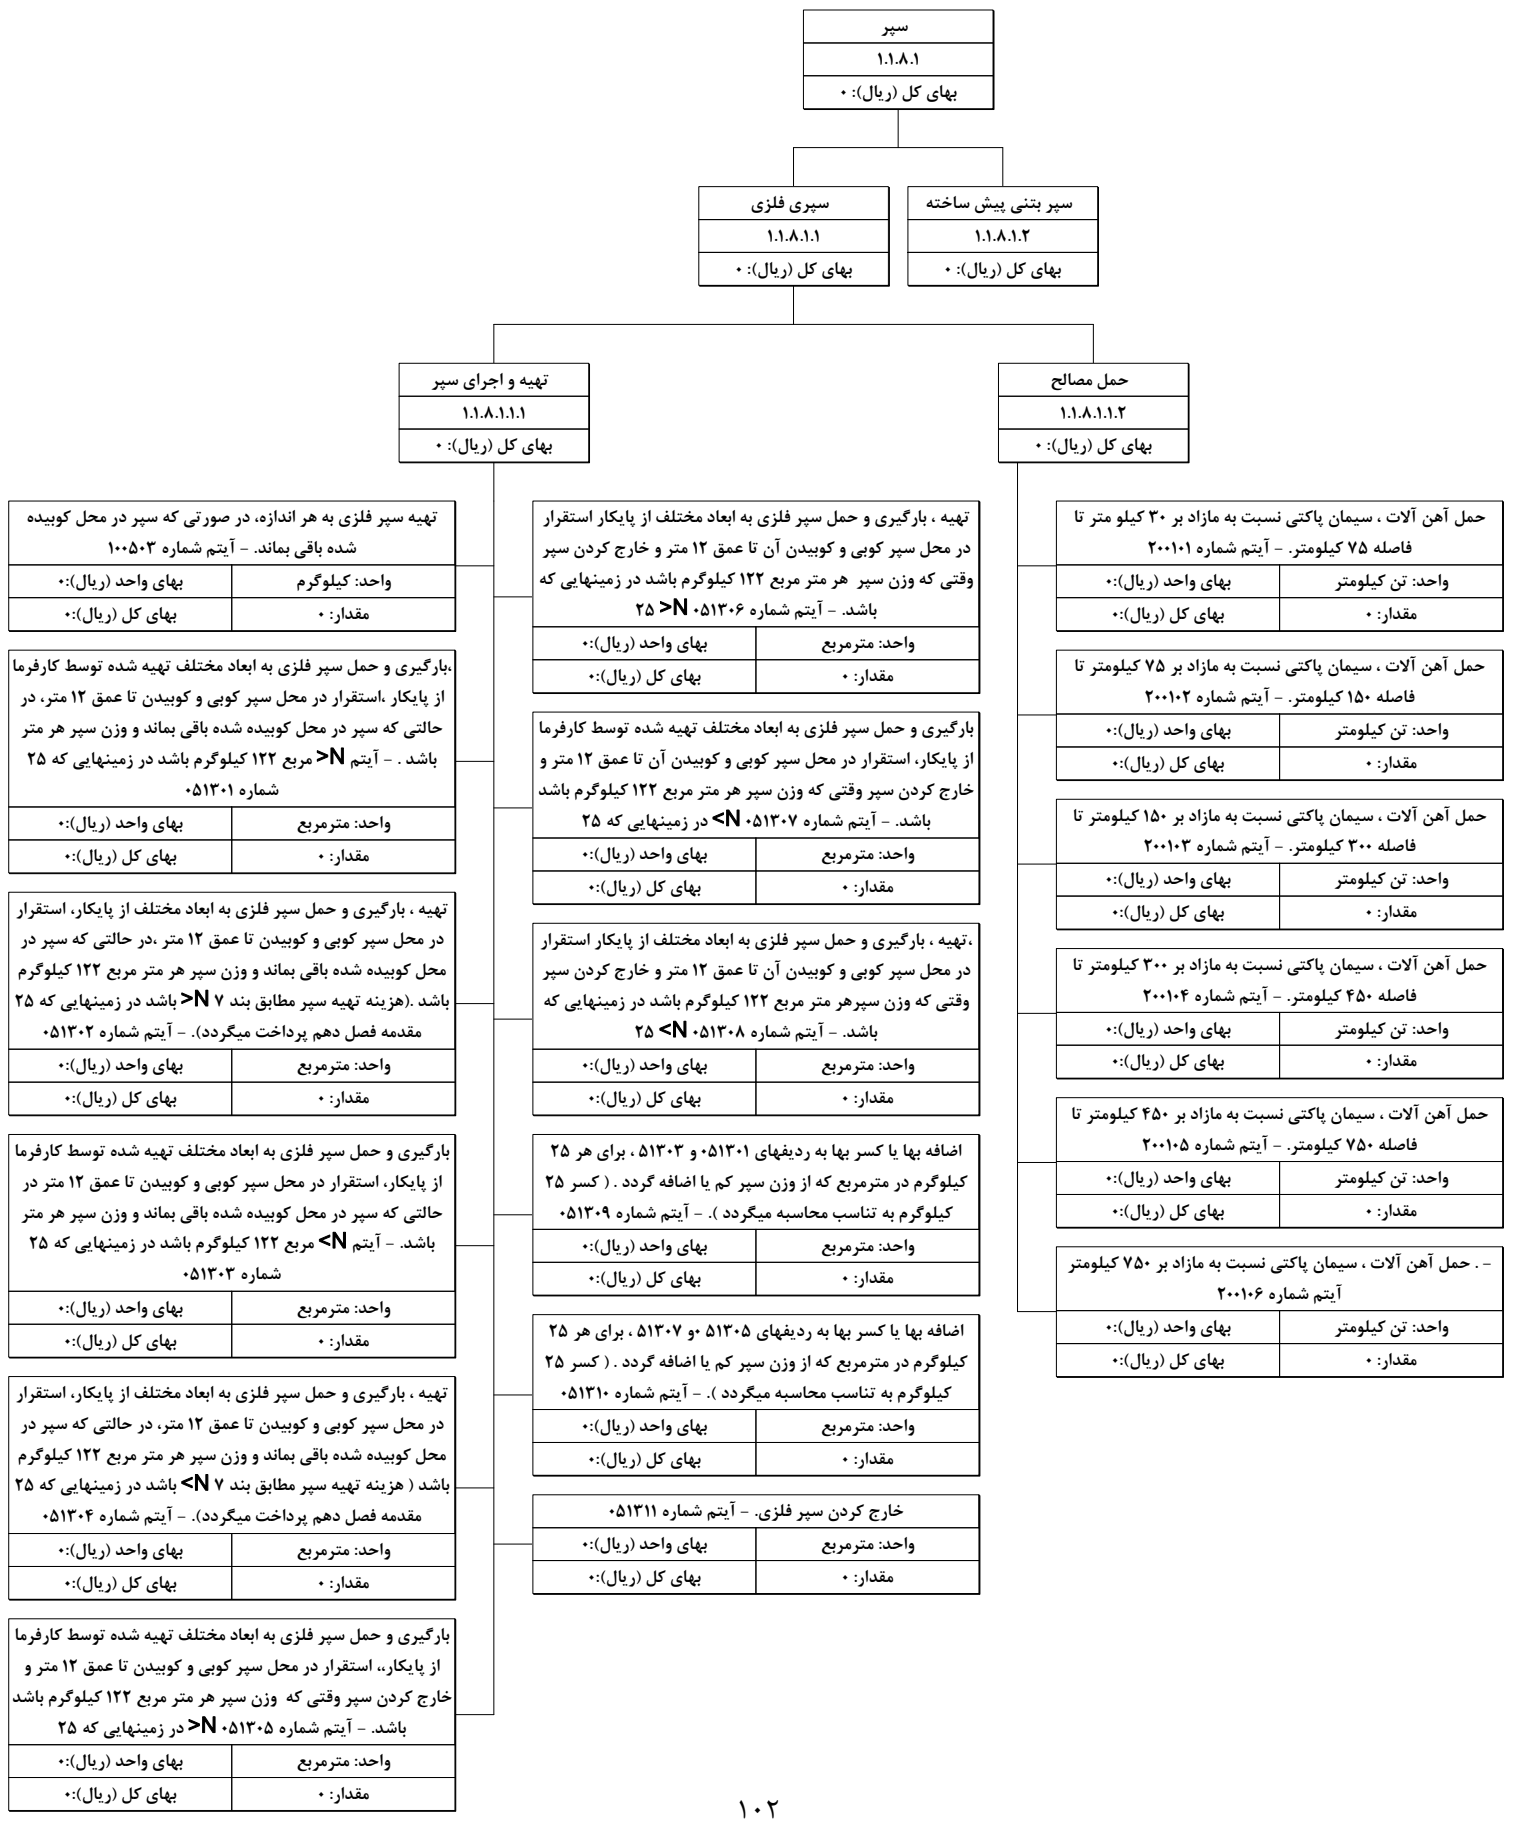 سپر
۱.۱.۸.۱
بهای کل (ریال): ۰
سپری فلزی
۱.۱.۸.۱.۱
بهای کل (ریال): ۰
سپر بتنی پیش ساخته
۱.۱.۸.۱.۲
بهای کل (ریال): ۰
تهیه و اجرای سپر
۱.۱.۸.۱.۱.۱
بهای کل (ریال): ۰
حمل مصالح
۱.۱.۸.۱.۱.۲
بهای کل (ریال): ۰
تهیه سپر فلزی به هر اندازه، در صورتی که سپر در محل کوبیده
شده باقی بماند. - آیتم شماره ۱۰۰۵۰۳
واحد: کیلوگرم بهای واحد (ریال):۰
مقدار: ۰ بهای کل (ریال):۰
،بارگیری و حمل سپر فلزی به ابعاد مختلف تهیه شده توسط کارفرما
از پایکار ،استقرار در محل سپر کوبی و کوبیدن تا عمق ۱۲ متر، در
حالتی که سپر در محل کوبیده شده باقی بماند و وزن سپر هر متر
باشد . - آیتم N> مربع ۱۲۲ کیلوگرم باشد در زمینهایی که ۲۵
شماره ۰۵۱۳۰۱
واحد: مترمربع بهای واحد (ریال):۰
مقدار: ۰ بهای کل (ریال):۰
تهیه ، بارگیری و حمل سپر فلزی به ابعاد مختلف از پایکار، استقرار
در محل سپر کوبی و کوبیدن تا عمق ۱۲ متر ،در حالتی که سپر در
محل کوبیده شده باقی بماند و وزن سپر هر متر مربع ۱۲۲ کیلوگرم
باشد .(هزینه تهیه سپر مطابق بند ۷ N> باشد در زمینهایی که ۲۵
مقدمه فصل دهم پرداخت میگردد). - آیتم شماره ۰۵۱۳۰۲
واحد: مترمربع بهای واحد (ریال):۰
مقدار: ۰ بهای کل (ریال):۰
بارگیری و حمل سپر فلزی به ابعاد مختلف تهیه شده توسط کارفرما
از پایکار، استقرار در محل سپر کوبی و کوبیدن تا عمق ۱۲ متر در
حالتی که سپر در محل کوبیده شده باقی بماند و وزن سپر هر متر
باشد. - آیتم N< مربع ۱۲۲ کیلوگرم باشد در زمینهایی که ۲۵
شماره ۰۵۱۳۰۳
واحد: مترمربع بهای واحد (ریال):۰
مقدار: ۰ بهای کل (ریال):۰
تهیه ، بارگیری و حمل سپر فلزی به ابعاد مختلف از پایکار، استقرار
در محل سپر کوبی و کوبیدن تا عمق ۱۲ متر، در حالتی که سپر در
محل کوبیده شده باقی بماند و وزن سپر هر متر مربع ۱۲۲ کیلوگرم
باشد ( هزینه تهیه سپر مطابق بند ۷ N< باشد در زمینهایی که ۲۵
مقدمه فصل دهم پرداخت میگردد). - آیتم شماره ۰۵۱۳۰۴
واحد: مترمربع بهای واحد (ریال):۰
مقدار: ۰ بهای کل (ریال):۰
بارگیری و حمل سپر فلزی به ابعاد مختلف تهیه شده توسط کارفرما
از پایکار،، استقرار در محل سپر کوبی و کوبیدن تا عمق ۱۲ متر و
خارج کردن سپر وقتی که وزن سپر هر متر مربع ۱۲۲ کیلوگرم باشد
باشد. - آیتم شماره ۰۵۱۳۰۵ N> در زمینهایی که ۲۵
واحد: مترمربع بهای واحد (ریال):۰
مقدار: ۰ بهای کل (ریال):۰
تهیه ، بارگیری و حمل سپر فلزی به ابعاد مختلف از پایکار استقرار
در محل سپر کوبی و کوبیدن آن تا عمق ۱۲ متر و خارج کردن سپر
وقتی که وزن سپر هر متر مربع ۱۲۲ کیلوگرم باشد در زمینهایی که
باشد. - آیتم شماره ۰۵۱۳۰۶ N> ۲۵
واحد: مترمربع بهای واحد (ریال):۰
مقدار: ۰ بهای کل (ریال):۰
بارگیری و حمل سپر فلزی به ابعاد مختلف تهیه شده توسط کارفرما
از پایکار، استقرار در محل سپر کوبی و کوبیدن آن تا عمق ۱۲ متر و
خارج کردن سپر وقتی که وزن سپر هر متر مربع ۱۲۲ کیلوگرم باشد
باشد. - آیتم شماره ۰۵۱۳۰۷ N< در زمینهایی که ۲۵
واحد: مترمربع بهای واحد (ریال):۰
مقدار: ۰ بهای کل (ریال):۰
،تهیه ، بارگیری و حمل سپر فلزی به ابعاد مختلف از پایکار استقرار
در محل سپر کوبی و کوبیدن آن تا عمق ۱۲ متر و خارج کردن سپر
وقتی که وزن سپرهر متر مربع ۱۲۲ کیلوگرم باشد در زمینهایی که
باشد. - آیتم شماره ۰۵۱۳۰۸ N< ۲۵
واحد: مترمربع بهای واحد (ریال):۰
مقدار: ۰ بهای کل (ریال):۰
اضافه بها یا کسر بها به ردیفهای ۰۵۱۳۰۱ و ۵۱۳۰۳ ، برای هر ۲۵
کیلوگرم در مترمربع که از وزن سپر کم یا اضافه گردد . ( کسر ۲۵
کیلوگرم به تناسب محاسبه میگردد ). - آیتم شماره ۰۵۱۳۰۹
واحد: مترمربع بهای واحد (ریال):۰
مقدار: ۰ بهای کل (ریال):۰
اضافه بها یا کسر بها به ردیفهای ۵۱۳۰۵ ۰و ۵۱۳۰۷ ، برای هر ۲۵
کیلوگرم در مترمربع که از وزن سپر کم یا اضافه گردد . ( کسر ۲۵
کیلوگرم به تناسب محاسبه میگردد ). - آیتم شماره ۰۵۱۳۱۰
واحد: مترمربع بهای واحد (ریال):۰
مقدار: ۰ بهای کل (ریال):۰
خارج کردن سپر فلزی. - آیتم شماره ۰۵۱۳۱۱
واحد: مترمربع بهای واحد (ریال):۰
مقدار: ۰ بهای کل (ریال):۰
حمل آهن آلات ، سیمان پاکتی نسبت به مازاد بر ۳۰ کیلو متر تا
فاصله ۷۵ کیلومتر. - آیتم شماره ۲۰۰۱۰۱
واحد: تن کیلومتر بهای واحد (ریال):۰
مقدار: ۰ بهای کل (ریال):۰
حمل آهن آلات ، سیمان پاکتی نسبت به مازاد بر ۷۵ کیلومتر تا
فاصله ۱۵۰ کیلومتر. - آیتم شماره ۲۰۰۱۰۲
واحد: تن کیلومتر بهای واحد (ریال):۰
مقدار: ۰ بهای کل (ریال):۰
حمل آهن آلات ، سیمان پاکتی نسبت به مازاد بر ۱۵۰ کیلومتر تا
فاصله ۳۰۰ کیلومتر. - آیتم شماره ۲۰۰۱۰۳
واحد: تن کیلومتر بهای واحد (ریال):۰
مقدار: ۰ بهای کل (ریال):۰
حمل آهن آلات ، سیمان پاکتی نسبت به مازاد بر ۳۰۰ کیلومتر تا
فاصله ۴۵۰ کیلومتر. - آیتم شماره ۲۰۰۱۰۴
واحد: تن کیلومتر بهای واحد (ریال):۰
مقدار: ۰ بهای کل (ریال):۰
حمل آهن آلات ، سیمان پاکتی نسبت به مازاد بر ۴۵۰ کیلومتر تا
فاصله ۷۵۰ کیلومتر. - آیتم شماره ۲۰۰۱۰۵
واحد: تن کیلومتر بهای واحد (ریال):۰
مقدار: ۰ بهای کل (ریال):۰
- . حمل آهن آلات ، سیمان پاکتی نسبت به مازاد بر ۷۵۰ کیلومتر
آیتم شماره ۲۰۰۱۰۶
واحد: تن کیلومتر بهای واحد (ریال):۰
مقدار: ۰ بهای کل (ریال):۰
۱۰۲